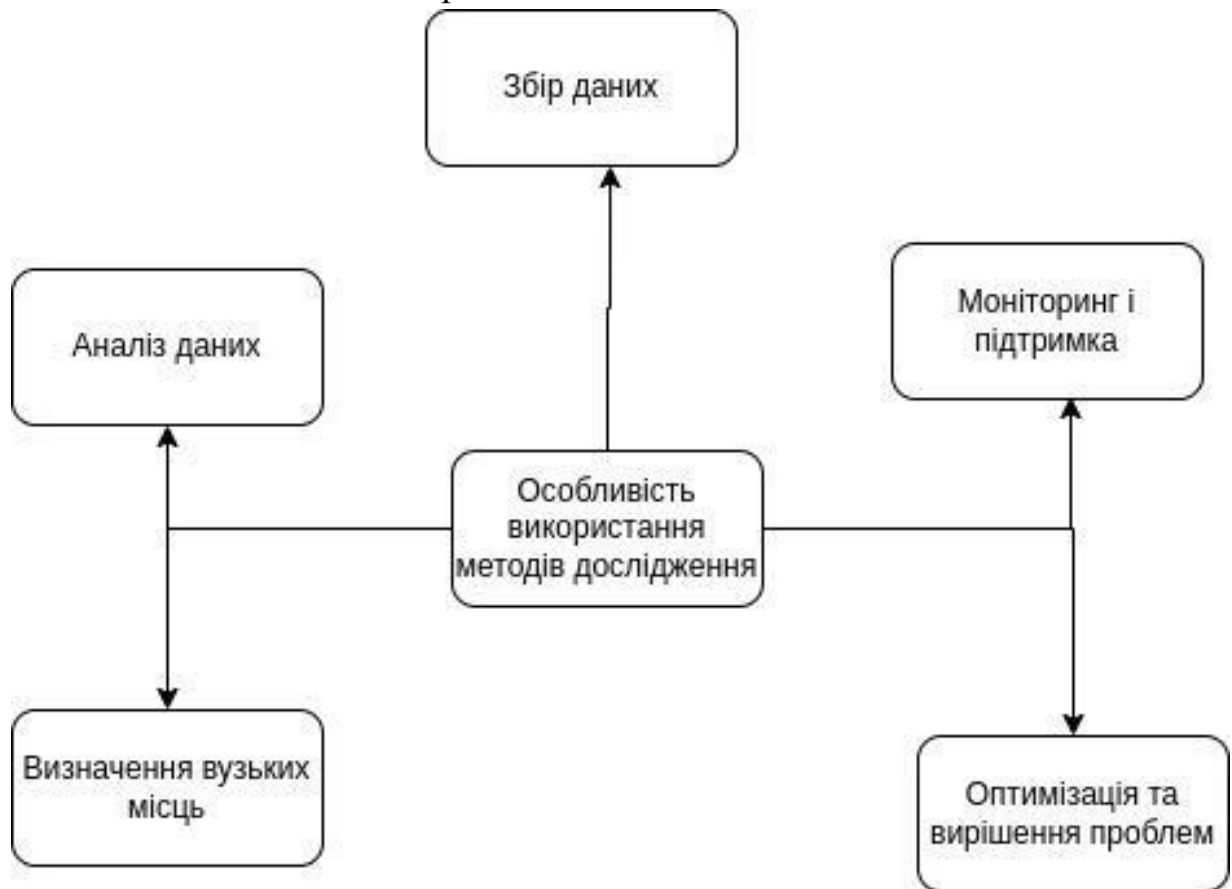 Збір даних
Моніторинг і
підтримка
Аналіз даних
Особливість
використання
методів дослідження
Визначення вузьких
місць
Оптимізація та
вирішення проблем